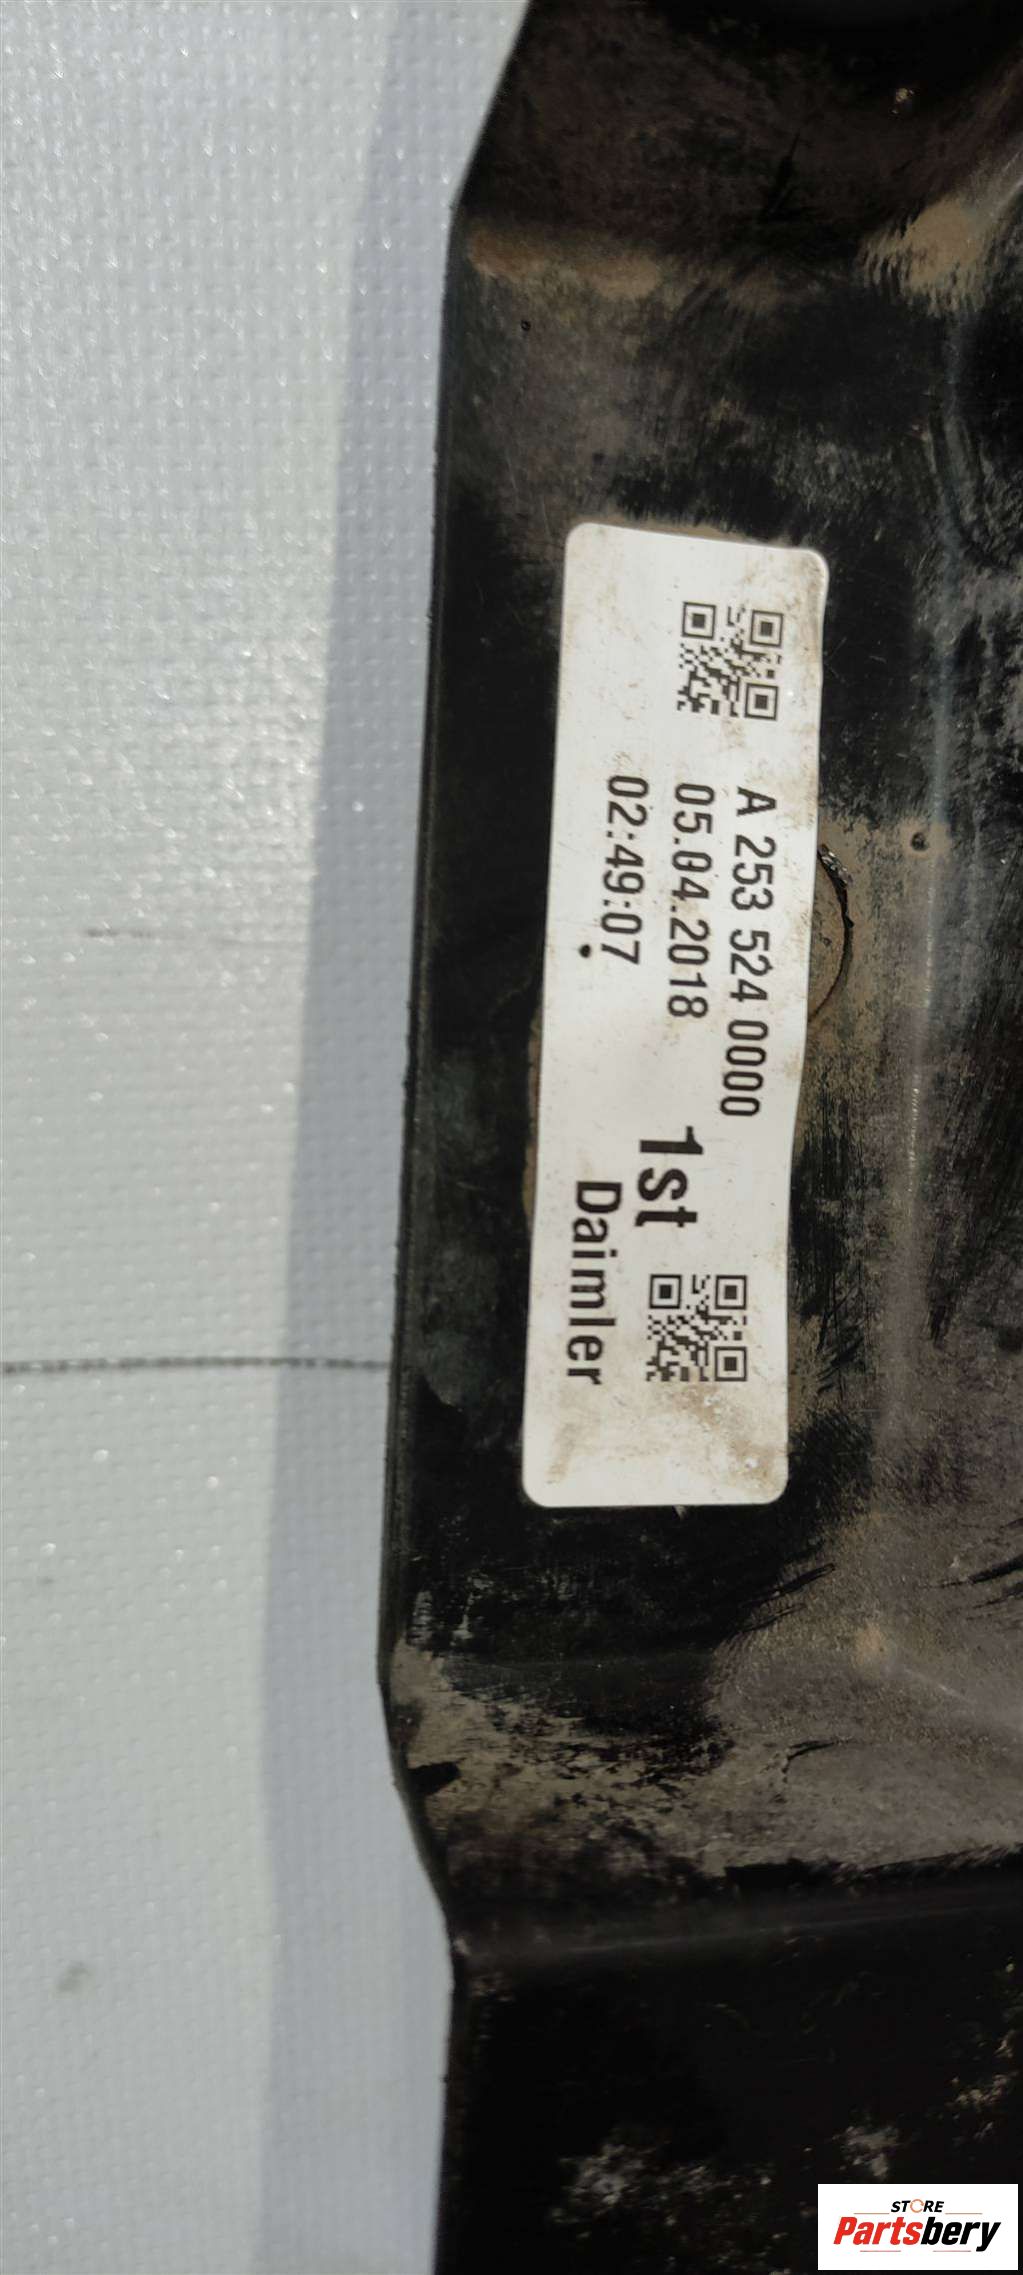 A 253 524 0000
05.04.2018
02:49:07
1st
Daimler
STORE
Partsbery